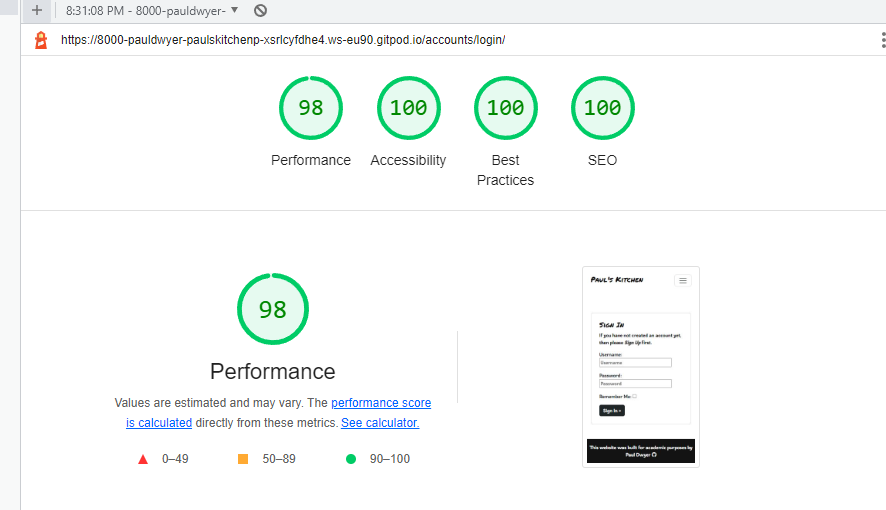 8:31:08 PM - 8000-pauldwyer-
https://8000-pauldwyer-paulskitchenp-xsrlcyfdhe4.ws-eu90.gitpod.io/accounts/login/
98 100 100 100
Performance Accessibility Best Practices SEO
98
Performance
Values are estimated and may vary. The performance score
is calculated directly from these metrics. See calculator.
0–49 50–89 90–100
Paul's Kitchen
Sign In
If you have not created an account yet,
then please Sign Up first.
Username:
Username
Password:
Password
Remember Me:
Sign In »
This website was built for academic purposes by
Paul Dwyer